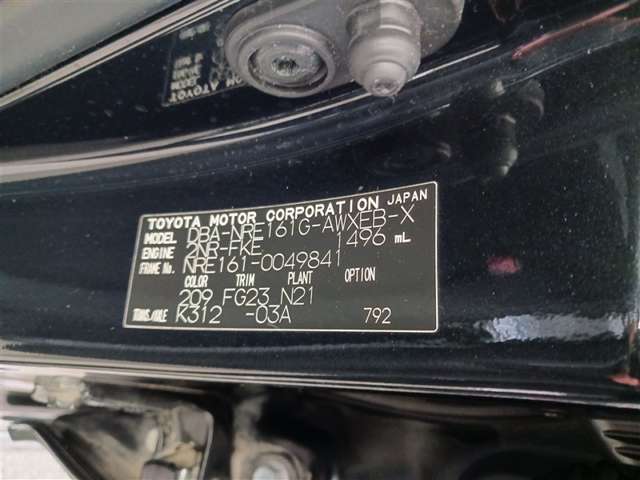 TOYOTA MOTOR CORPORATION JAPAN
MODEL DBA-NRE161G-AWXEB-X
ENGINE 2NR-FKE 1496 mL
FRAME No. NRE161-0049841
COLOR TRIM PLANT OPTION
209 FG23 N21
TRANS./AXLE K312 -03A 792